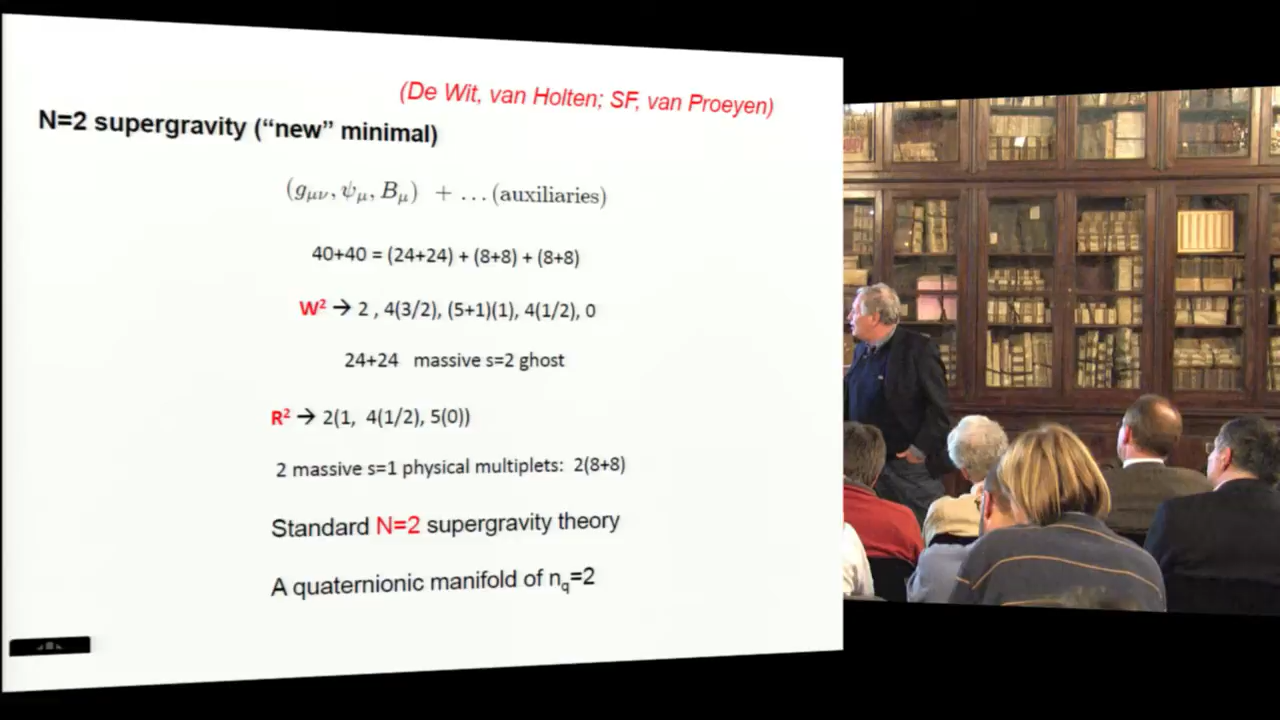 (De Wit, van Holten; SF, van Proeyen)
N=2 supergravity (“new” minimal)
(gμν, ψμ, Bμ) + … (auxiliaries)
40+40 = (24+24) + (8+8) + (8+8)
W² → 2 , 4(3/2), (5+1)(1), 4(1/2), 0
24+24 massive s=2 ghost
R² → 2(1, 4(1/2), 5(0))
2 massive s=1 physical multiplets: 2(8+8)
Standard N=2 supergravity theory
A quaternionic manifold of nq=2